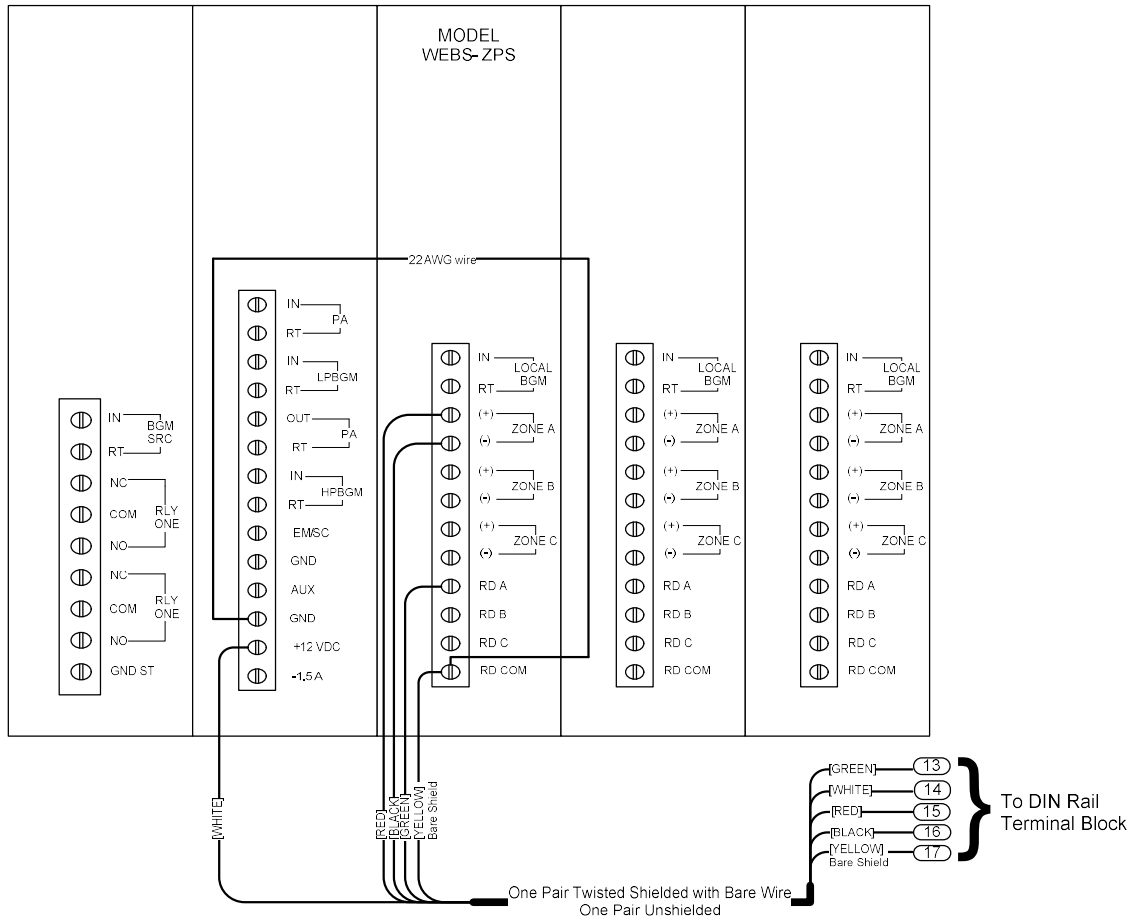 MODEL
WEBS-ZPS
22 AWG wire
IN
BGM
SRC
RT
NC
COM
RLY
ONE
NO
NC
COM
RLY
ONE
NO
GND ST
IN
PA
RT
IN
LPBGM
RT
OUT
PA
RT
IN
HPBGM
RT
EM/SC
GND
AUX
GND
+12 VDC
-1.5 A
IN
LOCAL
BGM
RT
(+)
ZONE A
(-)
(+)
ZONE B
(-)
(+)
ZONE C
(-)
RD A
RD B
RD C
RD COM
IN
LOCAL
BGM
RT
(+)
ZONE A
(-)
(+)
ZONE B
(-)
(+)
ZONE C
(-)
RD A
RD B
RD C
RD COM
IN
LOCAL
BGM
RT
(+)
ZONE A
(-)
(+)
ZONE B
(-)
(+)
ZONE C
(-)
RD A
RD B
RD C
RD COM
[WHITE]
[RED]
[BLACK]
[GREEN]
[YELLOW]
Bare Shield
[GREEN] 13
[WHITE] 14
[RED] 15
[BLACK] 16
[YELLOW] 17
Bare Shield
To DIN Rail
Terminal Block
One Pair Twisted Shielded with Bare Wire
One Pair Unshielded